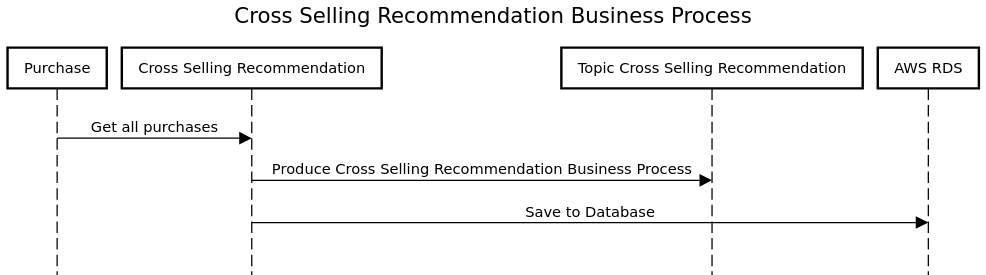 Cross Selling Recommendation Business Process
Purchase
Cross Selling Recommendation
Topic Cross Selling Recommendation
AWS RDS
Get all purchases
Produce Cross Selling Recommendation Business Process
Save to Database